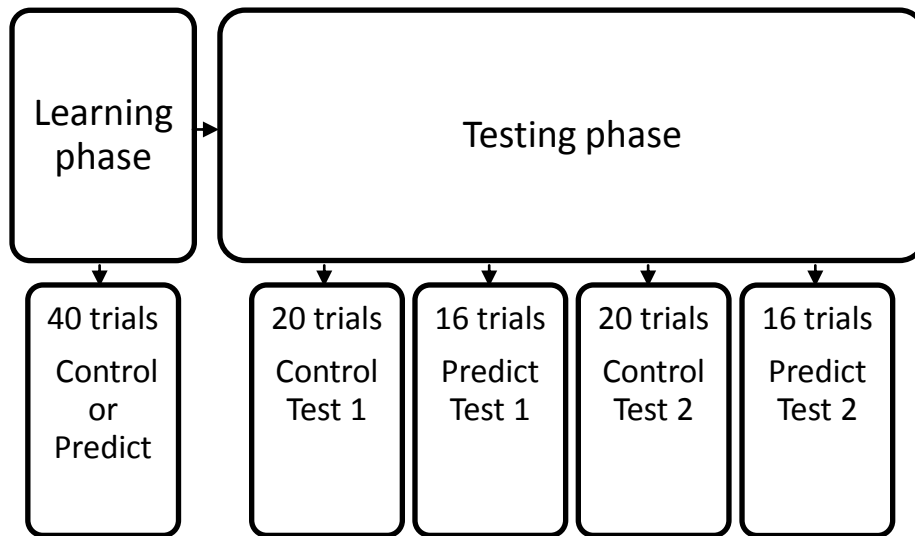 Learning
phase
Testing phase
40 trials
Control
or
Predict
20 trials
Control
Test 1
16 trials
Predict
Test 1
20 trials
Control
Test 2
16 trials
Predict
Test 2